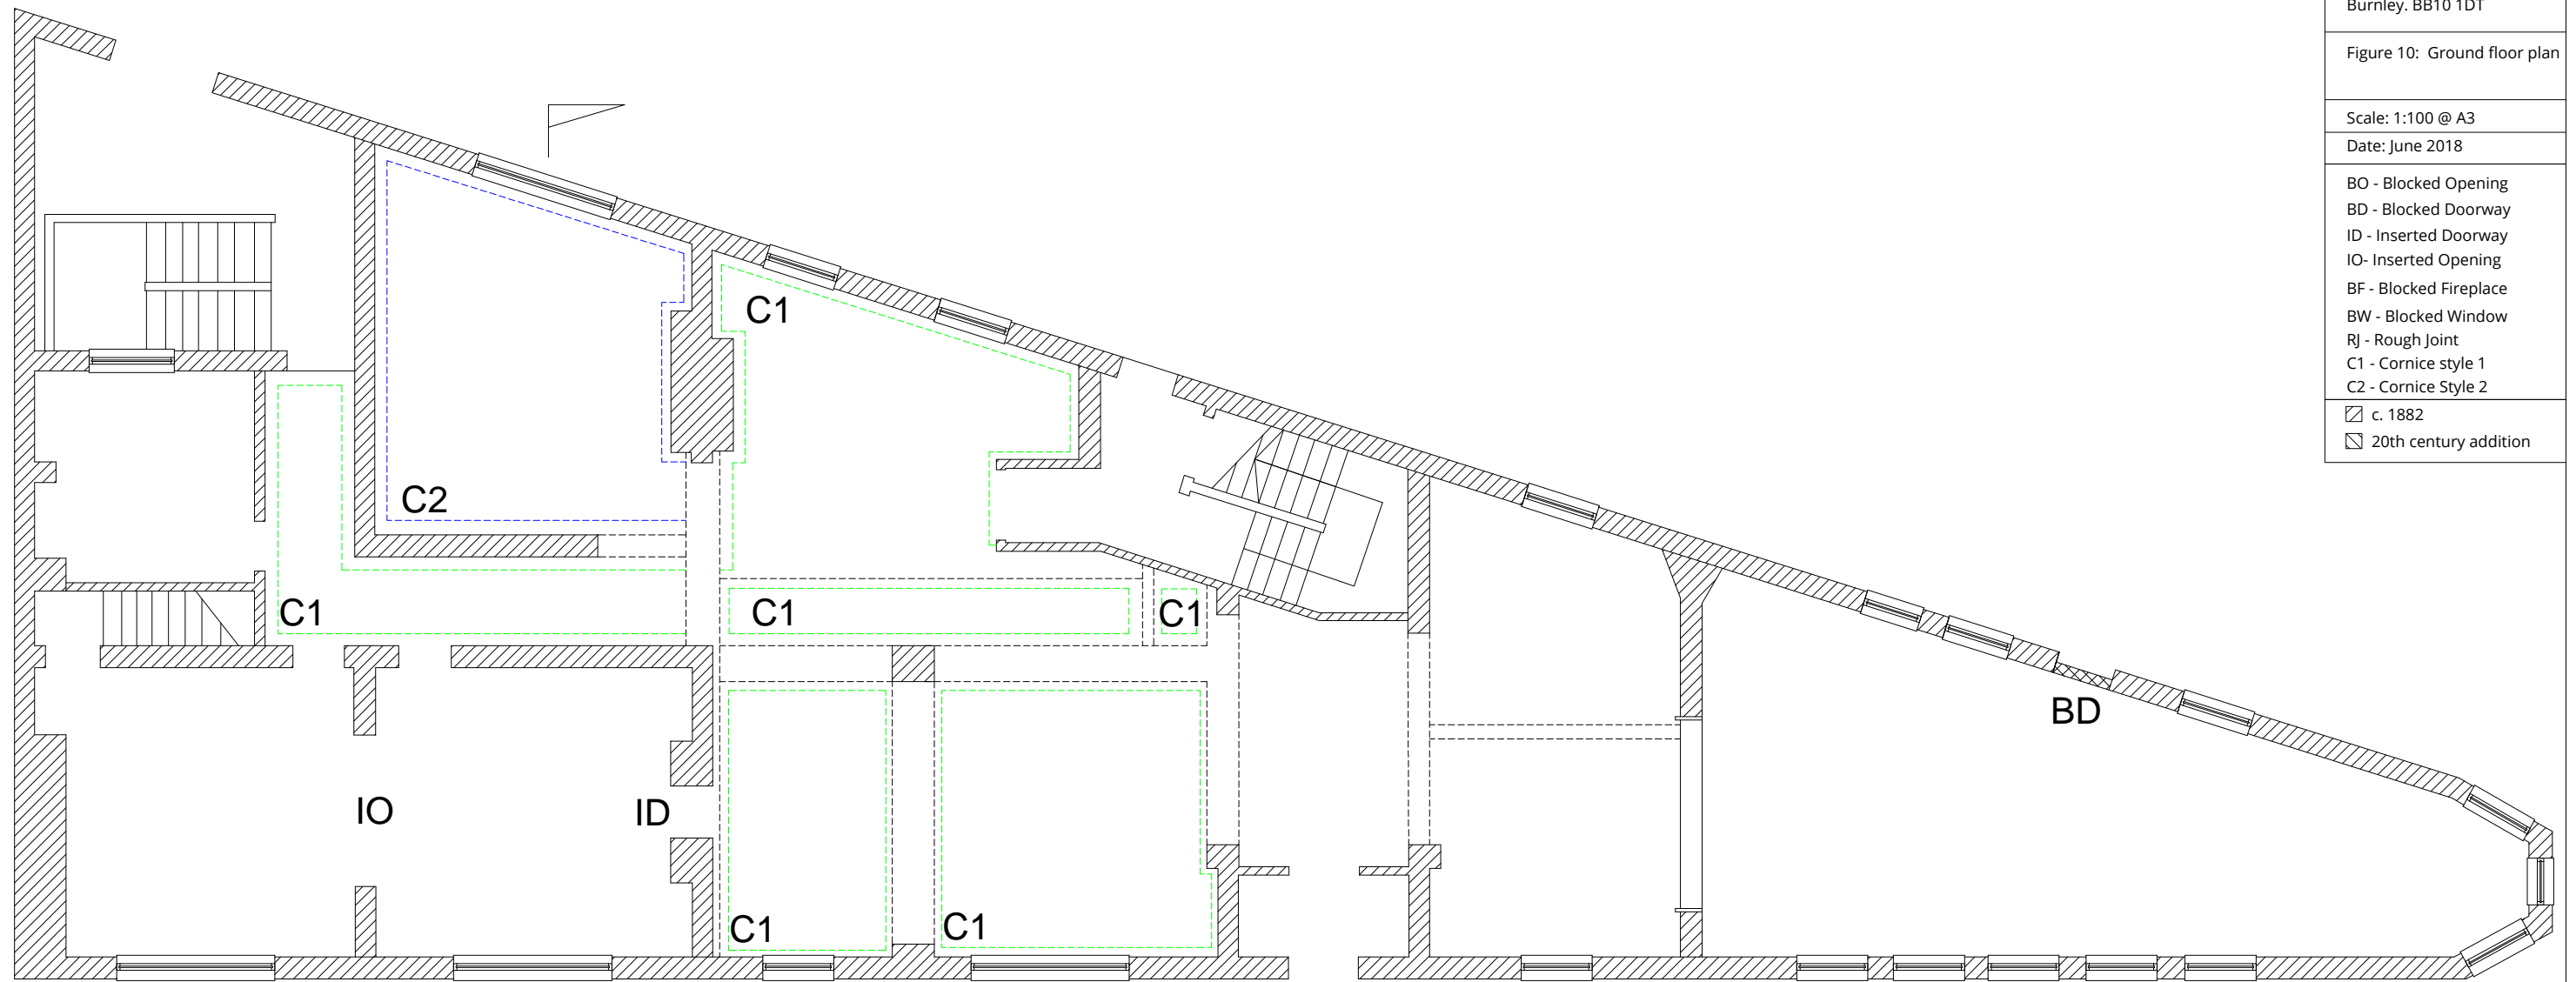 Burnley. BB10 1DT
Figure 10: Ground floor plan
Scale: 1:100 @ A3
Date: June 2018
BO - Blocked Opening
BD - Blocked Doorway
ID - Inserted Doorway
IO- Inserted Opening
BF - Blocked Fireplace
BW - Blocked Window
RJ - Rough Joint
C1 - Cornice style 1
C2 - Cornice Style 2
c. 1882
20th century addition
C1
C2
C1
C1
C1
BD
IO
ID
C1
C1